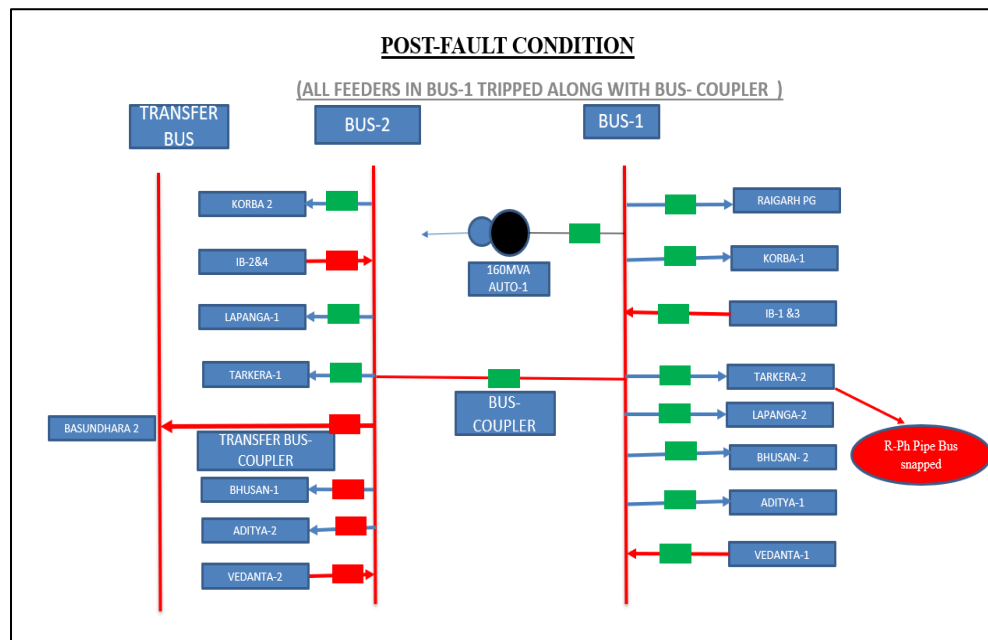 POST-FAULT CONDITION
(ALL FEEDERS IN BUS-1 TRIPPED ALONG WITH BUS- COUPLER )
TRANSFER
BUS
BUS-2
BUS-1
KORBA 2
IB-2&4
LAPANGA-1
TARKERA-1
BASUNDHARA 2
TRANSFER BUS-
COUPLER
BHUSAN-1
ADITYA-2
VEDANTA-2
160MVA
AUTO-1
BUS-
COUPLER
RAIGARH PG
KORBA-1
IB-1 &3
TARKERA-2
LAPANGA-2
BHUSAN- 2
ADITYA-1
VEDANTA-1
R-Ph Pipe Bus
snapped